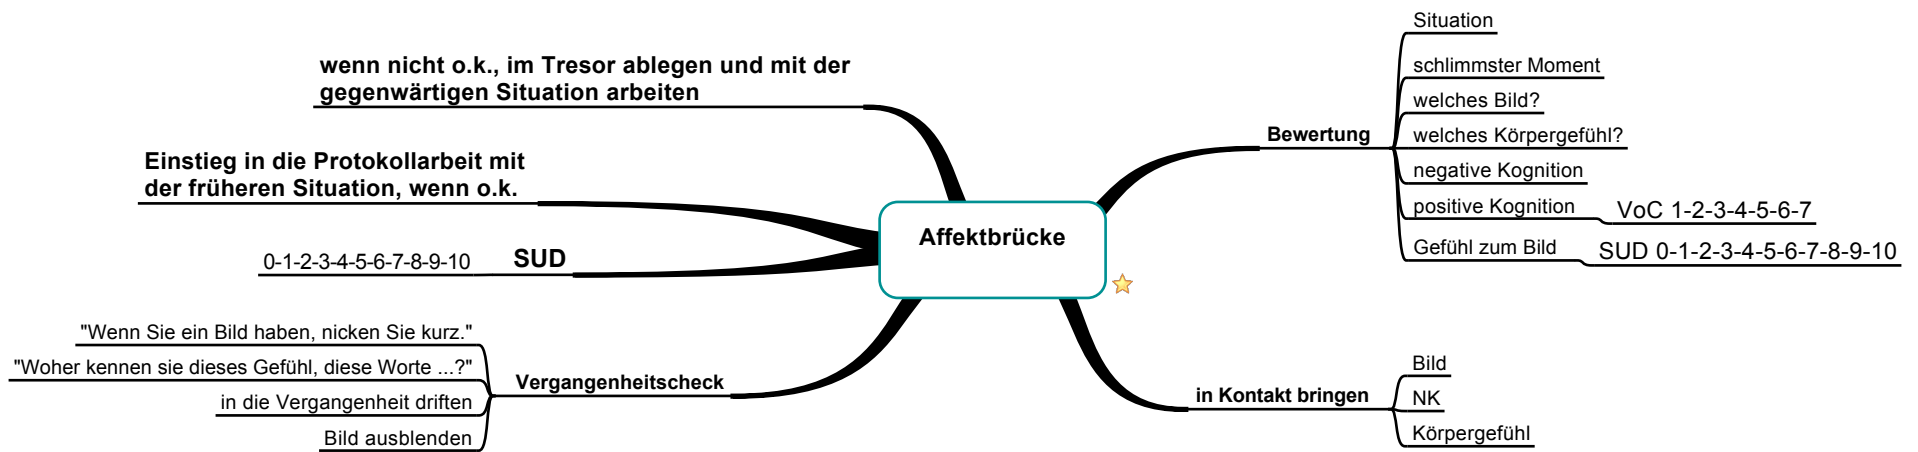 Affektbrücke
Bewertung
Situation
schlimmster Moment
welches Bild?
welches Körpergefühl?
negative Kognition
positive Kognition
VoC 1-2-3-4-5-6-7
Gefühl zum Bild
SUD 0-1-2-3-4-5-6-7-8-9-10
in Kontakt bringen
Bild
NK
Körpergefühl
Vergangenheitscheck
"Wenn Sie ein Bild haben, nicken Sie kurz."
"Woher kennen sie dieses Gefühl, diese Worte ...?"
in die Vergangenheit driften
Bild ausblenden
SUD
0-1-2-3-4-5-6-7-8-9-10
Einstieg in die Protokollarbeit mit
der früheren Situation, wenn o.k.
wenn nicht o.k., im Tresor ablegen und mit der
gegenwärtigen Situation arbeiten